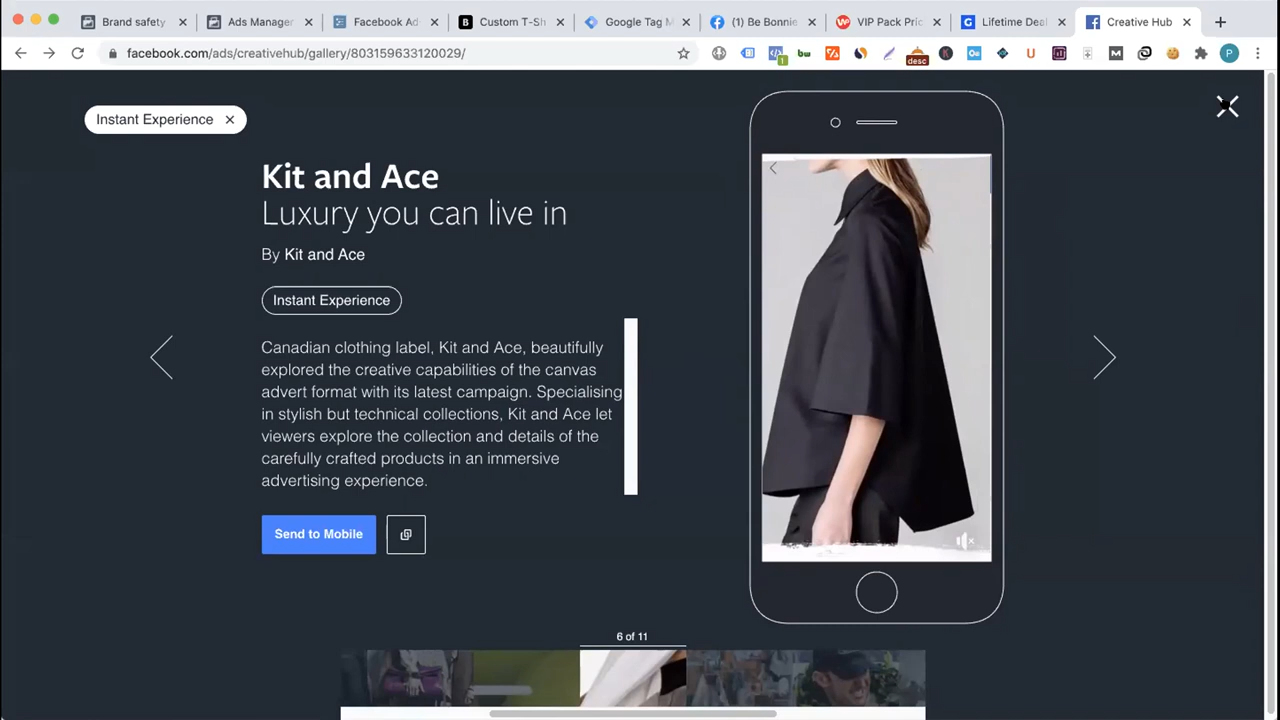 Brand safety
Ads Manager
Facebook Ad
Custom T-Sh
Google Tag M
(1) Be Bonnie
VIP Pack Pric
Lifetime Deal
Creative Hub
facebook.com/ads/creativehub/gallery/803159633120029/
1
bw
desc
Oe
U
M
P
Instant Experience
Kit and Ace
Luxury you can live in
By Kit and Ace
Instant Experience
Canadian clothing label, Kit and Ace, beautifully
explored the creative capabilities of the canvas
advert format with its latest campaign. Specialising
in stylish but technical collections, Kit and Ace let
viewers explore the collection and details of the
carefully crafted products in an immersive
advertising experience.
Send to Mobile
6 of 11